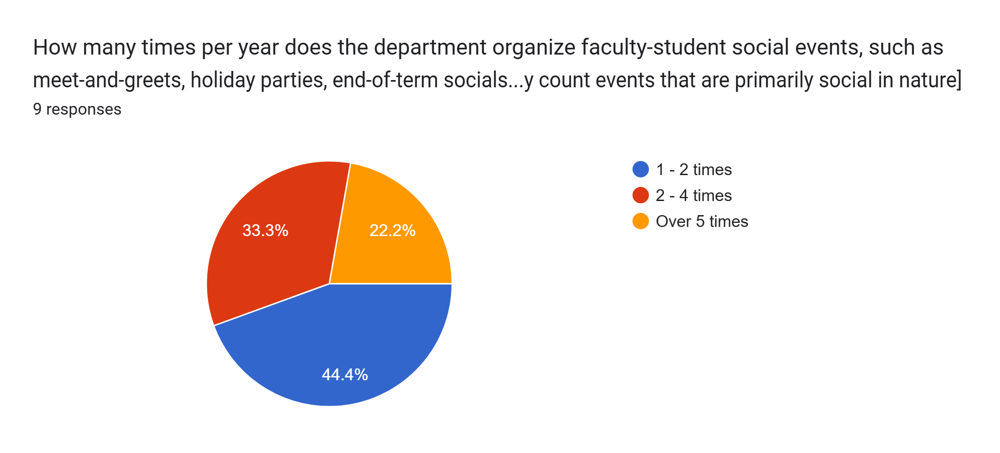 How many times per year does the department organize faculty-student social events, such as
meet-and-greets, holiday parties, end-of-term socials...y count events that are primarily social in nature]
9 responses
1 - 2 times
2 - 4 times
Over 5 times
33.3%
22.2%
44.4%